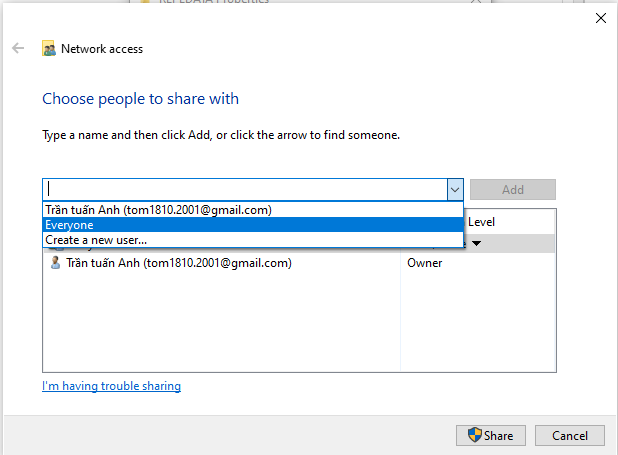 Network access
Choose people to share with
Type a name and then click Add, or click the arrow to find someone.
Add
Trần tuấn Anh (tom1810.2001@gmail.com)
Everyone
Create a new user...
Level
Trần tuấn Anh (tom1810.2001@gmail.com) Owner
I'm having trouble sharing
Share Cancel